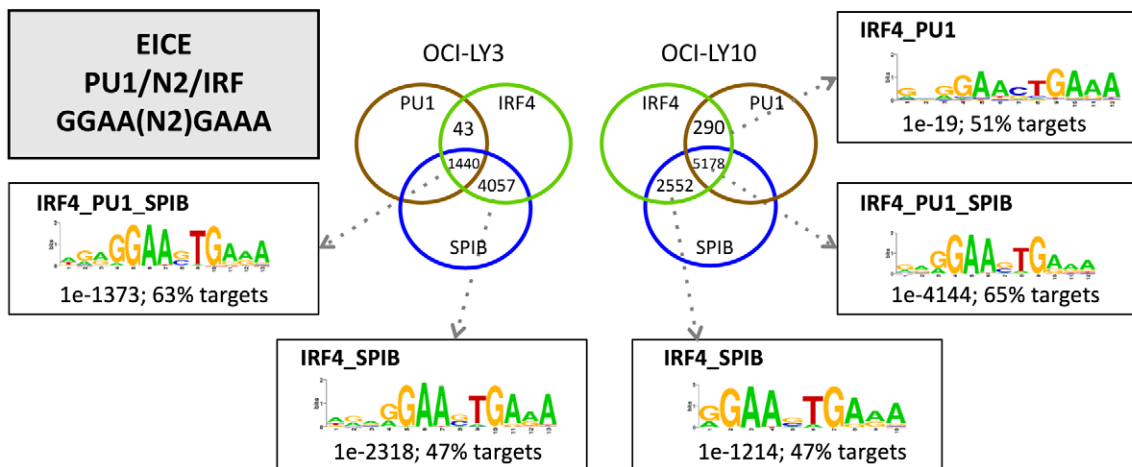 EICE
PU1/N2/IRF
GGAA(N2)GAAA
OCI-LY3
PU1
IRF4
43
1440
4057
SPIB
OCI-LY10
IRF4
PU1
290
5178
2552
SPIB
IRF4_PU1
1e-19; 51% targets
IRF4_PU1_SPIB
1e-1373; 63% targets
IRF4_PU1_SPIB
1e-4144; 65% targets
IRF4_SPIB
1e-2318; 47% targets
IRF4_SPIB
1e-1214; 47% targets